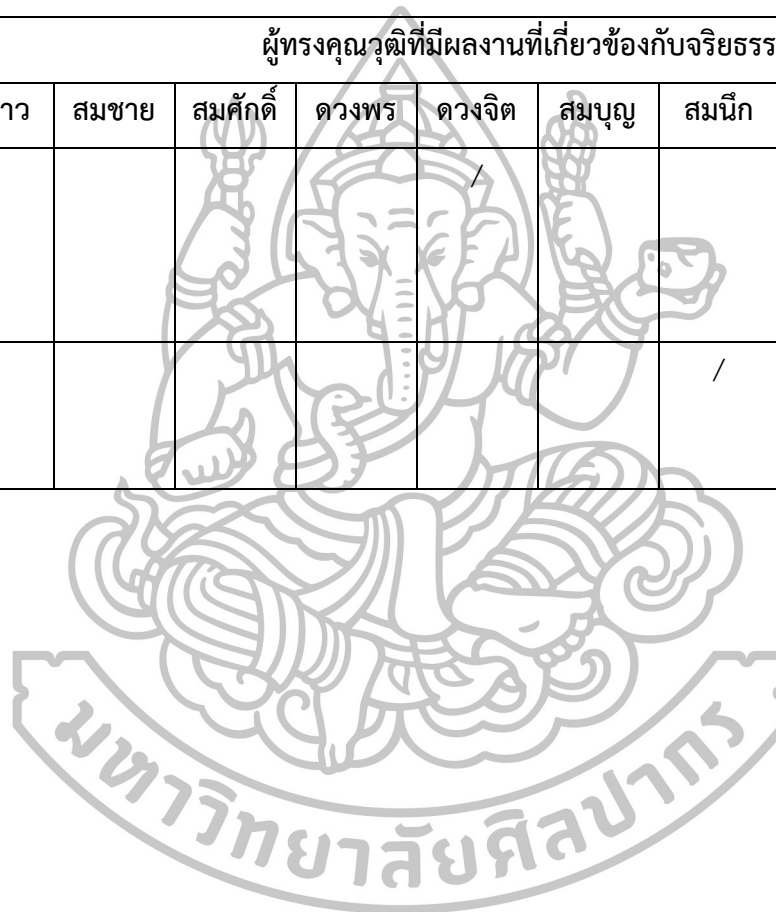 ผู้ทรงคุณวุฒิที่มีผลงานที่เกี่ยวข้องกับจริยธรร
าว สมชาย สมศักดิ์ ดวงพร ดวงจิต สมบุญ สมนึก
/
/
มหาวิทยาลัยศิลปากร